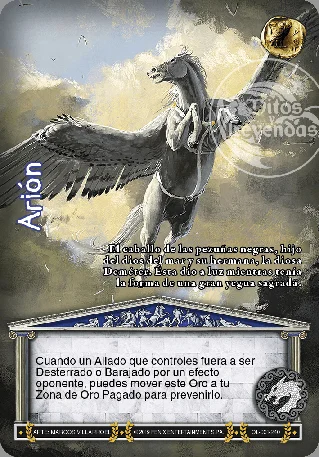 Mitos
y Leyendas
Arión
El caballo de las pezuñas negras, hijo
del dios del mar y su hermana, la diosa
Deméter. Ésta dio a luz mientras tenía
la forma de una gran yegua sagrada.
Cuando un Aliado que controles fuera a ser
Desterrado o Barajado por un efecto
oponente, puedes mover este Oro a tu
Zona de Oro Pagado para prevenirlo.